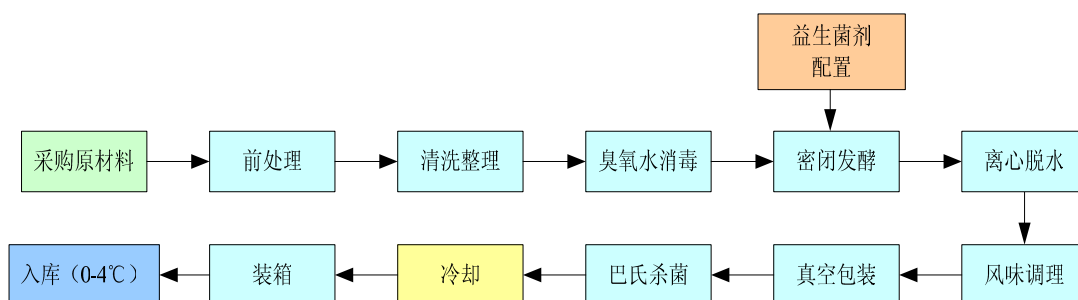 益生菌剂
配置
采购原材料
前处理
清洗整理
臭氧水消毒
密闭发酵
离心脱水
入库（0-4℃）
装箱
冷却
巴氏杀菌
真空包装
风味调理